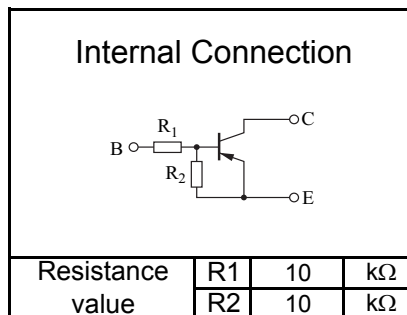 Internal Connection
R1
C
B
R2
E
Resistance value
R1 10 kΩ
R2 10 kΩ